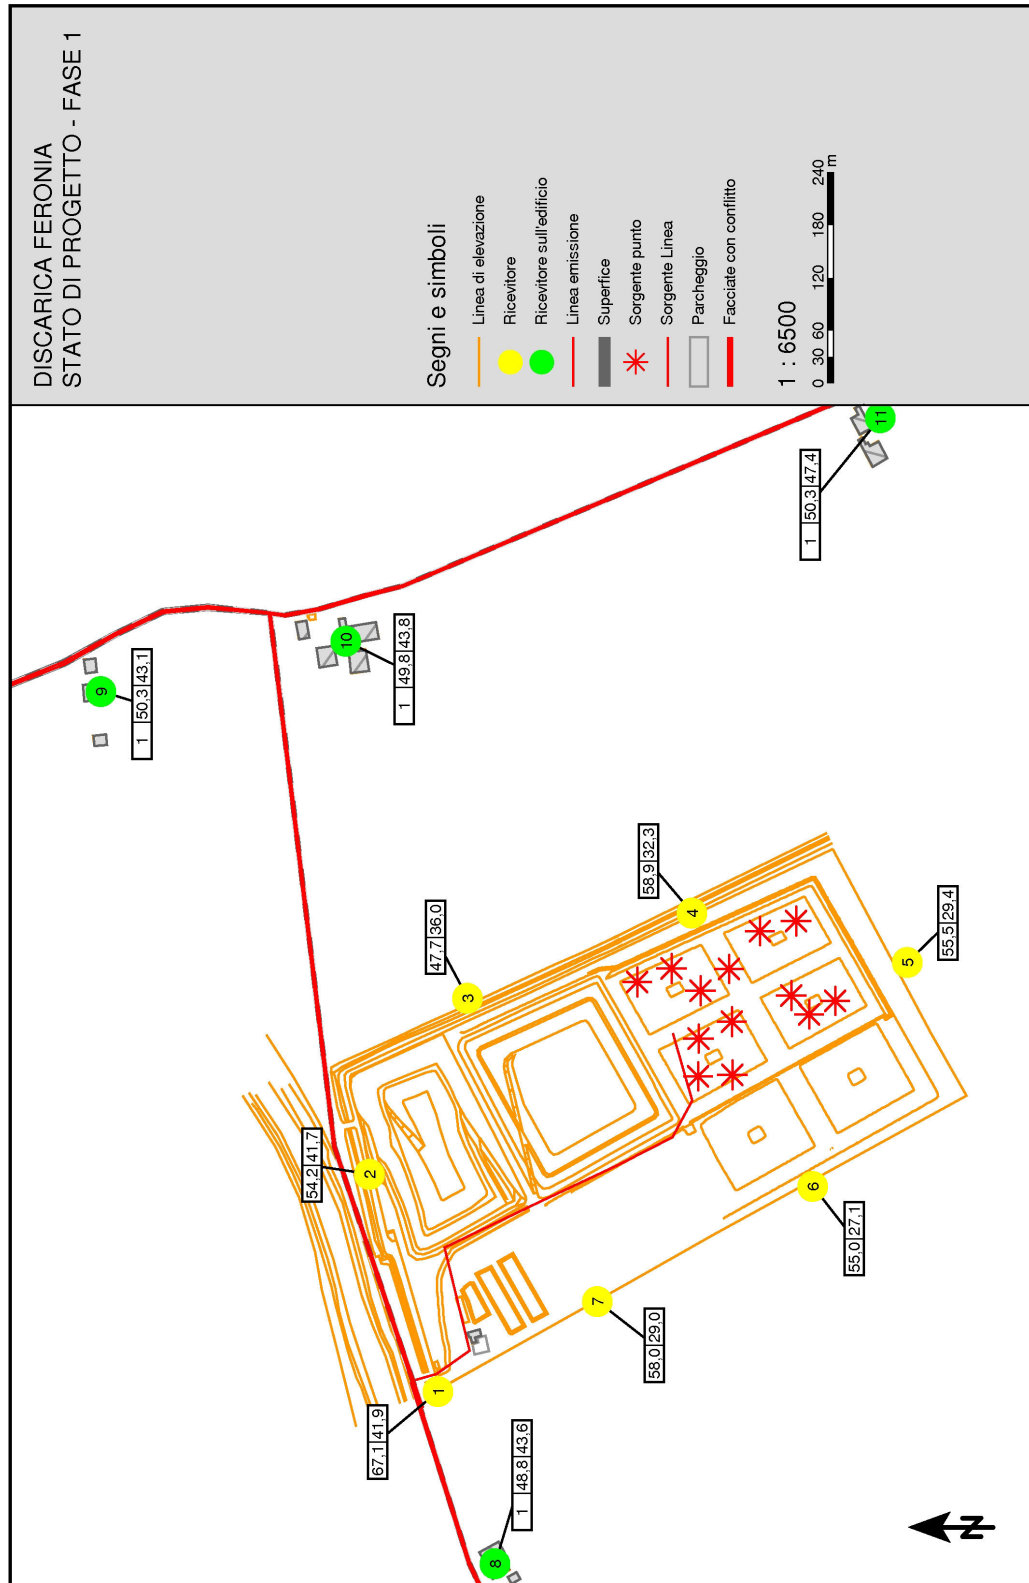 DISCARICA FERONIA
STATO DI PROGETTO - FASE 1
Segni e simboli
Linea di elevazione
Ricevitore
Ricevitore sull'edificio
Linea emissione
Superfice
Sorgente punto
Sorgente Linea
Parcheggio
Facciate con conflitto
1 : 6500
0 30 60 120 180 240
m
8
1 48,8 43,6
1
67,1 41,9
2
54,2 41,7
3
47,7 36,0
4
58,9 32,3
5
55,5 29,4
6
55,0 27,1
7
58,0 29,0
9
1 50,3 43,1
10
1 49,8 43,8
11
1 50,3 47,4
N